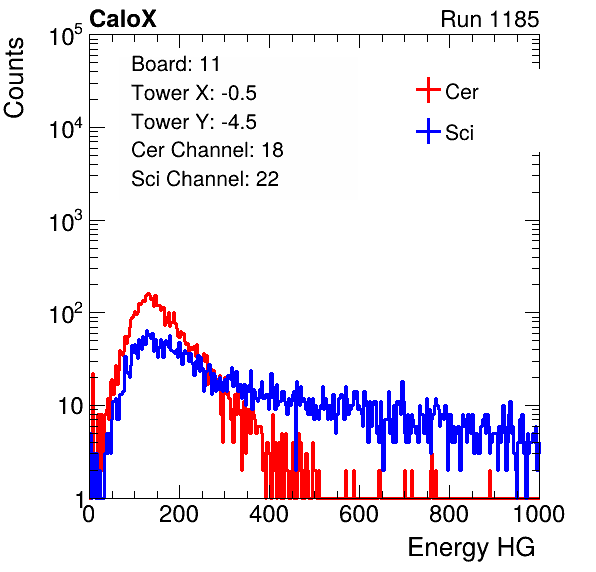 CaloX Run 1185
Counts
Board: 11
Tower X: -0.5
Tower Y: -4.5
Cer Channel: 18
Sci Channel: 22
Cer
Sci
10^5
10^4
10^3
10^2
10
1
0 200 400 600 800 1000
Energy HG